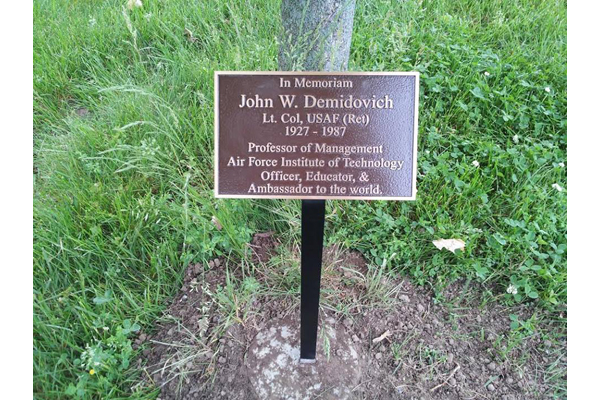 In Memoriam
John W. Demidovich
Lt. Col, USAF (Ret)
1927 - 1987
Professor of Management
Air Force Institute of Technology
Officer, Educator, &
Ambassador to the world.